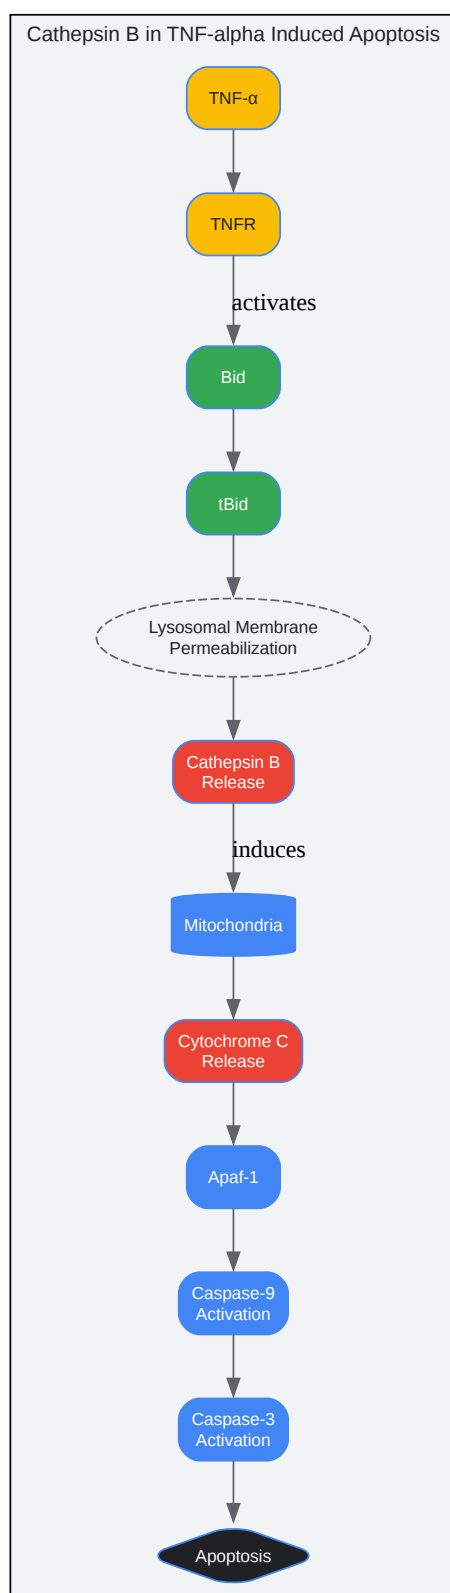 Cathepsin B in TNF-alpha Induced Apoptosis
TNF-α
TNFR
activates
Bid
tBid
Lysosomal Membrane
Permeabilization
Cathepsin B
Release
induces
Mitochondria
Cytochrome C
Release
Apaf-1
Caspase-9
Activation
Caspase-3
Activation
Apoptosis